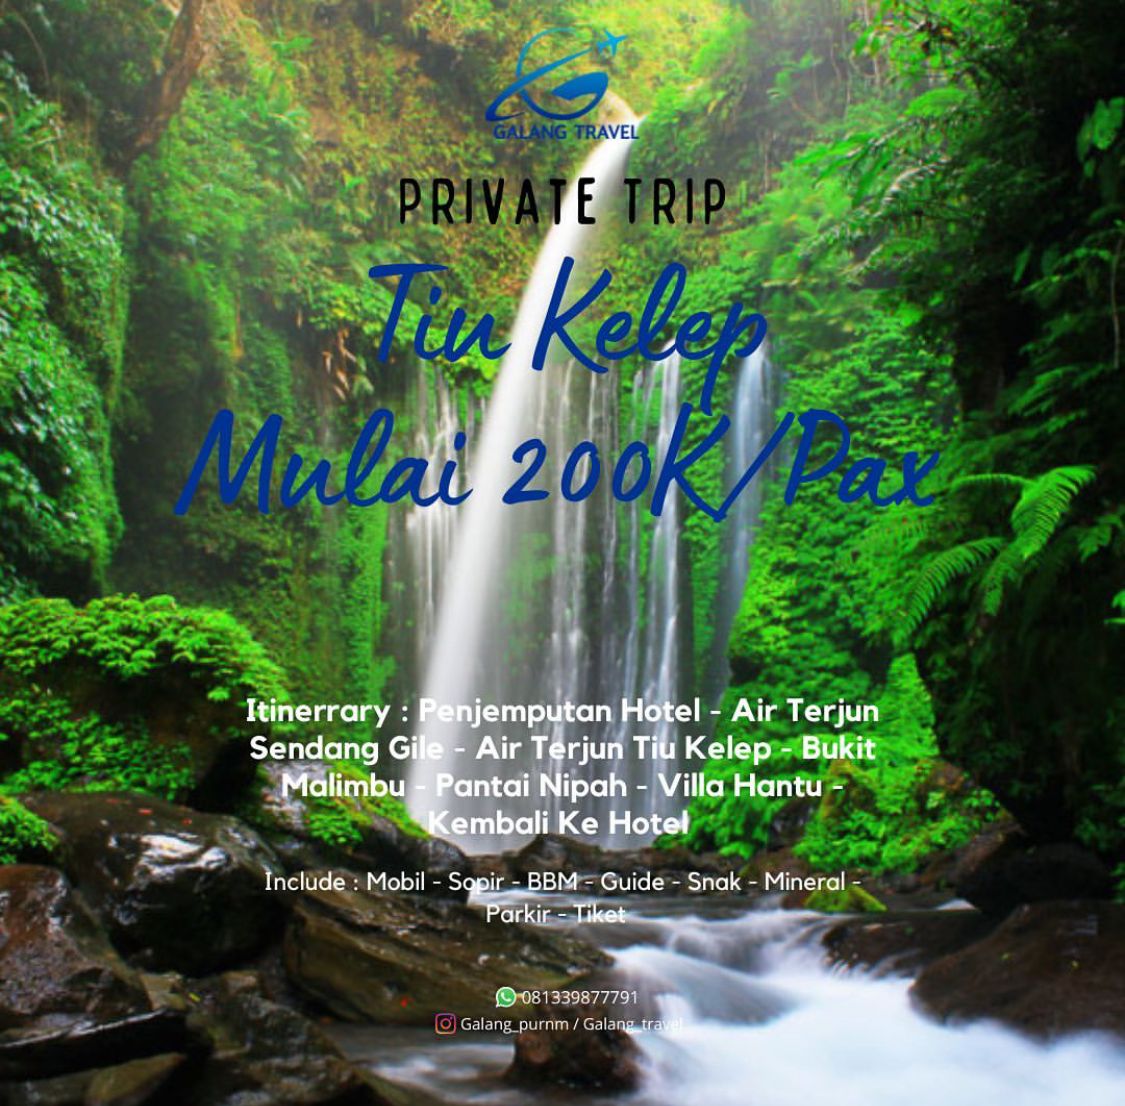 GALANG TRAVEL
PRIVATE TRIP
Tiu Kelep
Mulai 200K/Pax
Itinerrary : Penjemputan Hotel - Air Terjun
Sendang Gile - Air Terjun Tiu Kelep - Bukit
Malimbu - Pantai Nipah - Villa Hantu -
Kembali Ke Hotel
Include : Mobil - Sopir - BBM - Guide - Snak - Mineral -
Parkir - Tiket
081339877791
Galang_purnm / Galang_travel